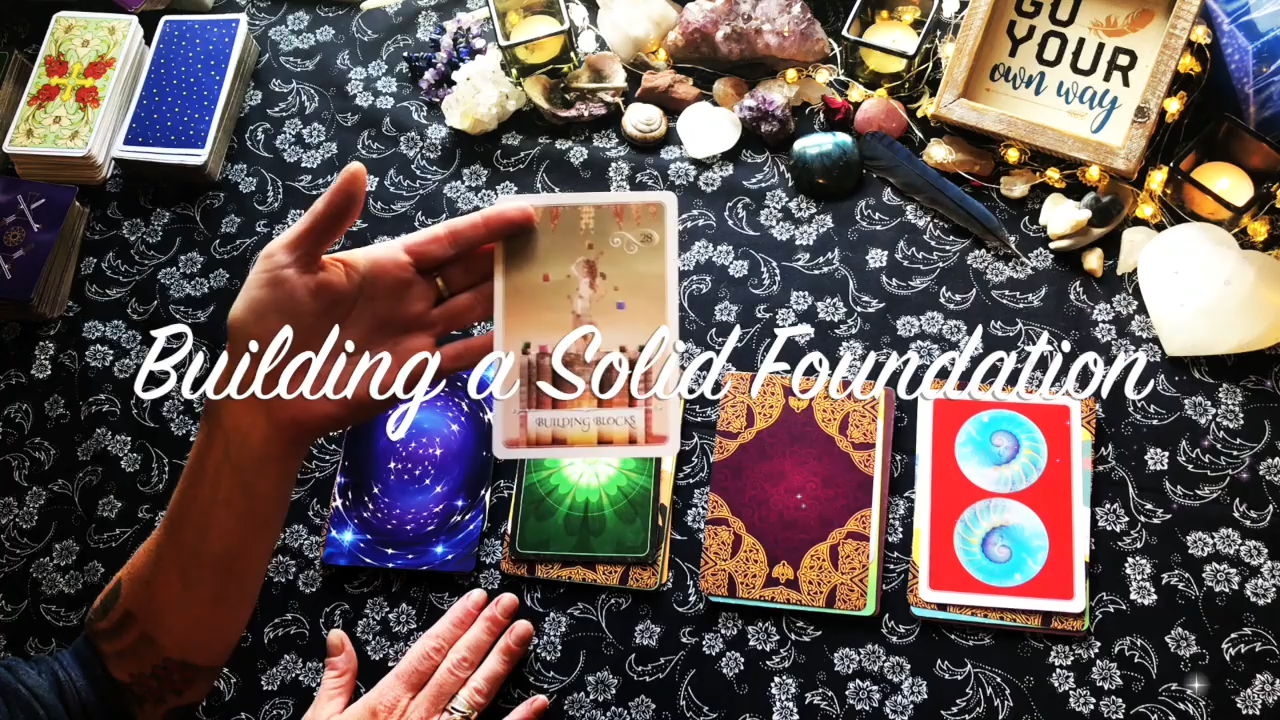 GO
YOUR
own way
28
Building a Solid Foundation
BUILDING BLOCKS